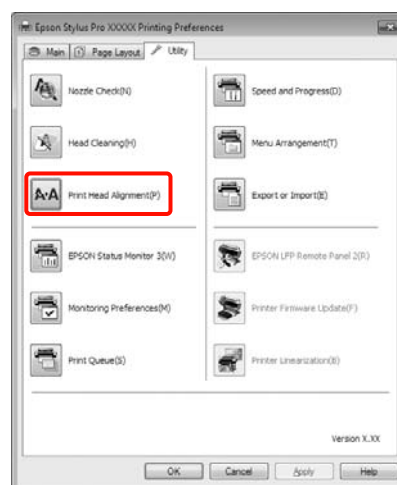 Epson Stylus Pro XXXXX Printing Preferences
Main Page Layout Utility
Nozzle Check(N)
Speed and Progress(D)
Head Cleaning(H)
Menu Arrangement(T)
A·A Print Head Alignment(P)
Export or Import(E)
EPSON Status Monitor 3(W)
EPSON LFP Remote Panel 2(R)
Monitoring Preferences(M)
Printer Firmware Update(F)
Print Queue(S)
Printer Linearization(B)
Version X.XX
OK Cancel Apply Help